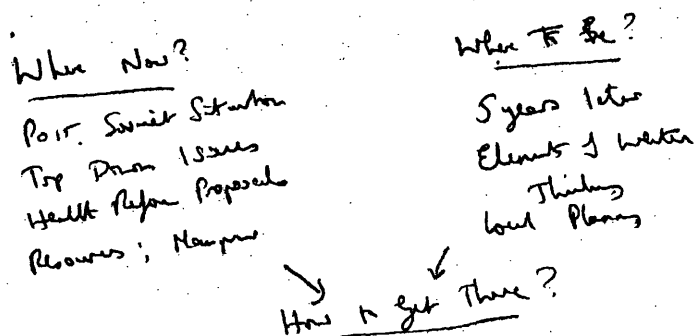 Where Now?
Post. Soviet Situation
Top Down Issues
Health Reform Proposals
Resources; Manpower
Where To Be?
5 years later
Elements of Western
Thinking
Local Planning
How to Get There?